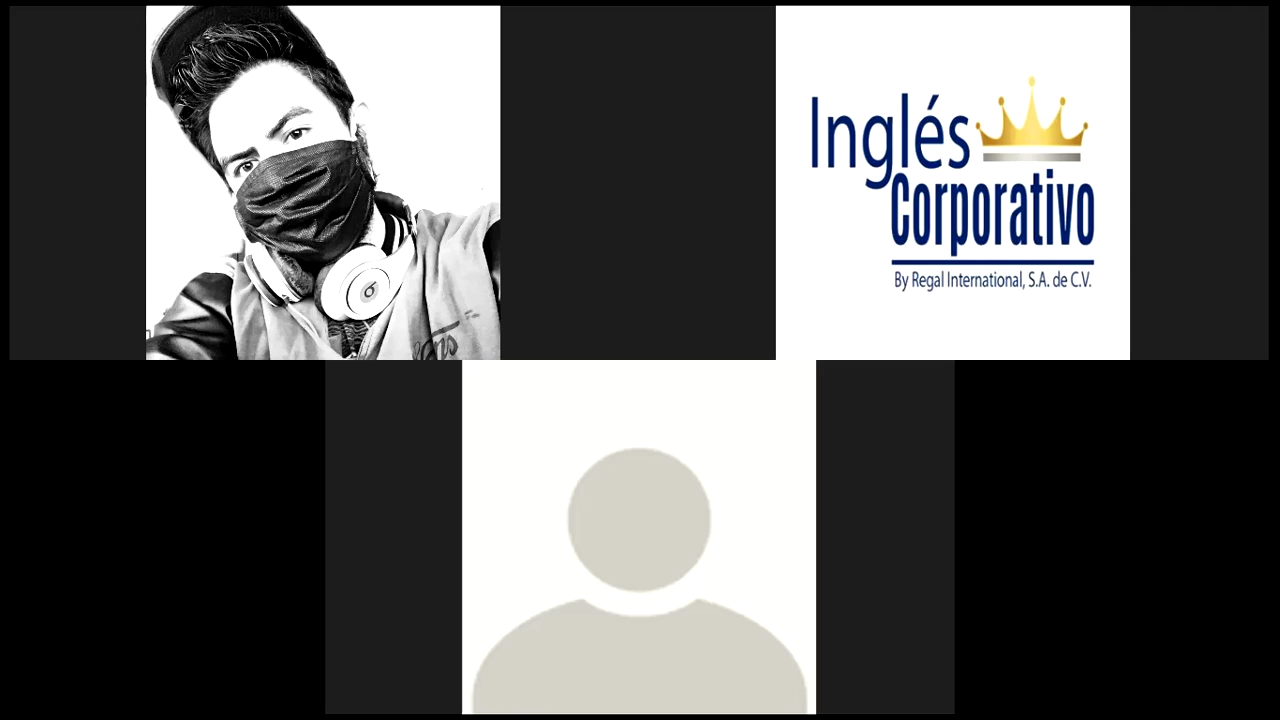 Inglés
Corporativo
By Regal International, S.A. de C.V.